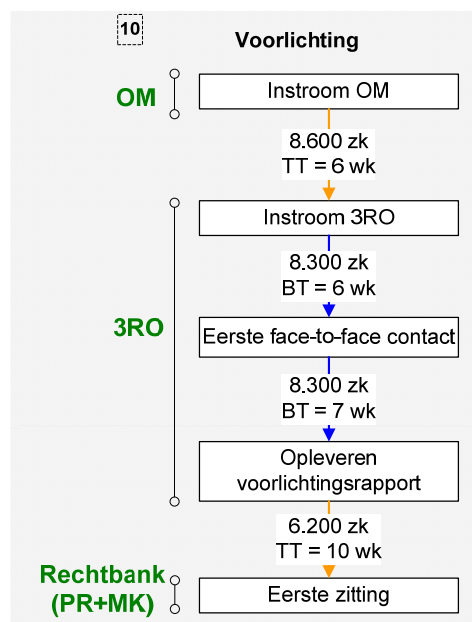 10
Voorlichting
OM
Instroom OM
8.600 zk
TT = 6 wk
Instroom 3RO
8.300 zk
BT = 6 wk
3RO
Eerste face-to-face contact
8.300 zk
BT = 7 wk
Opleveren
voorlichtingsrapport
6.200 zk
TT = 10 wk
Rechtbank
(PR+MK)
Eerste zitting